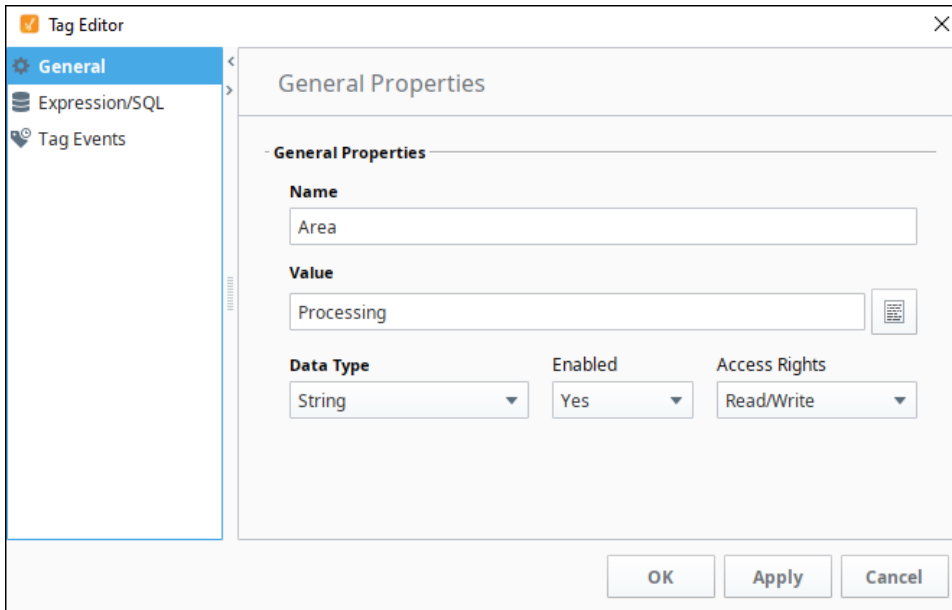 Tag Editor
General
Expression/SQL
Tag Events
General Properties
General Properties
Name
Area
Value
Processing
Data Type Enabled Access Rights
String Yes Read/Write
OK Apply Cancel